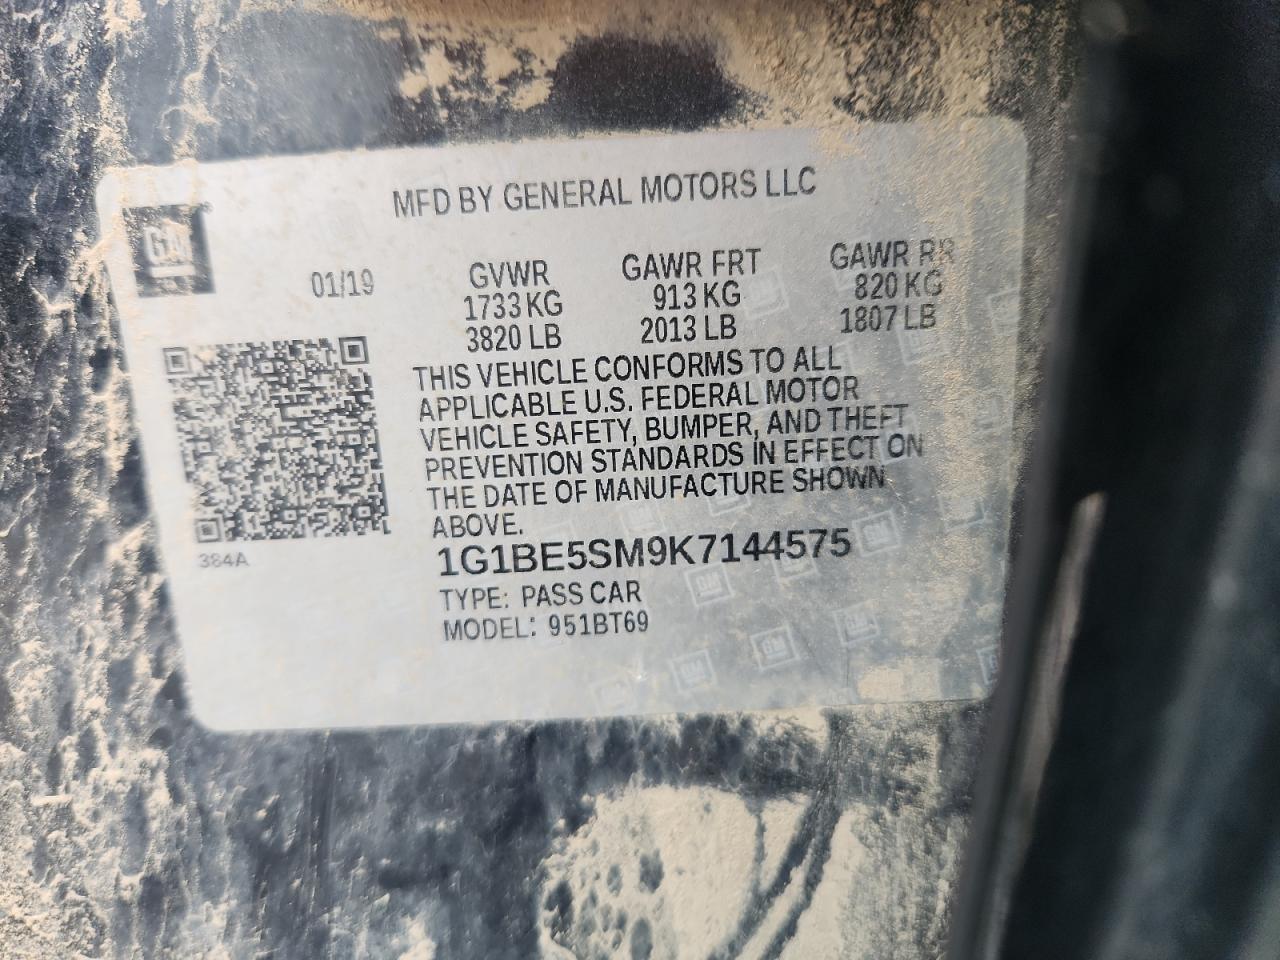 MFD BY GENERAL MOTORS LLC
GM
01/19
GVWR
1733 KG
3820 LB
GAWR FRT
913 KG
2013 LB
GAWR RR
820 KG
1807 LB
THIS VEHICLE CONFORMS TO ALL
APPLICABLE U.S. FEDERAL MOTOR
VEHICLE SAFETY, BUMPER, AND THEFT
PREVENTION STANDARDS IN EFFECT ON
THE DATE OF MANUFACTURE SHOWN
ABOVE.
384A
1G1BE5SM9K7144575
TYPE: PASS CAR
MODEL: 951BT69